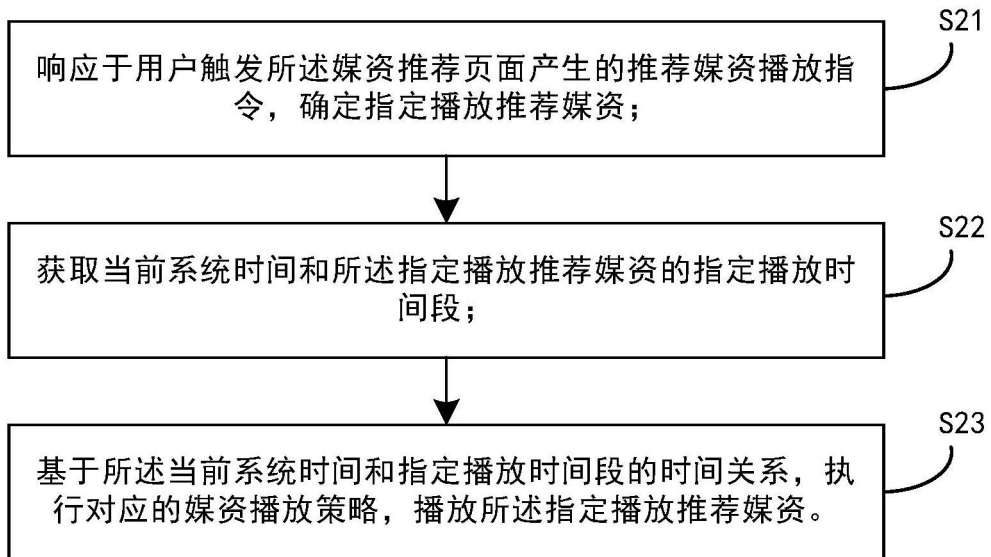 S21
响应于用户触发所述媒资推荐页面产生的推荐媒资播放指
令，确定指定播放推荐媒资；
S22
获取当前系统时间和所述指定播放推荐媒资的指定播放时
间段；
S23
基于所述当前系统时间和指定播放时间段的时间关系，执
行对应的媒资播放策略，播放所述指定播放推荐媒资。